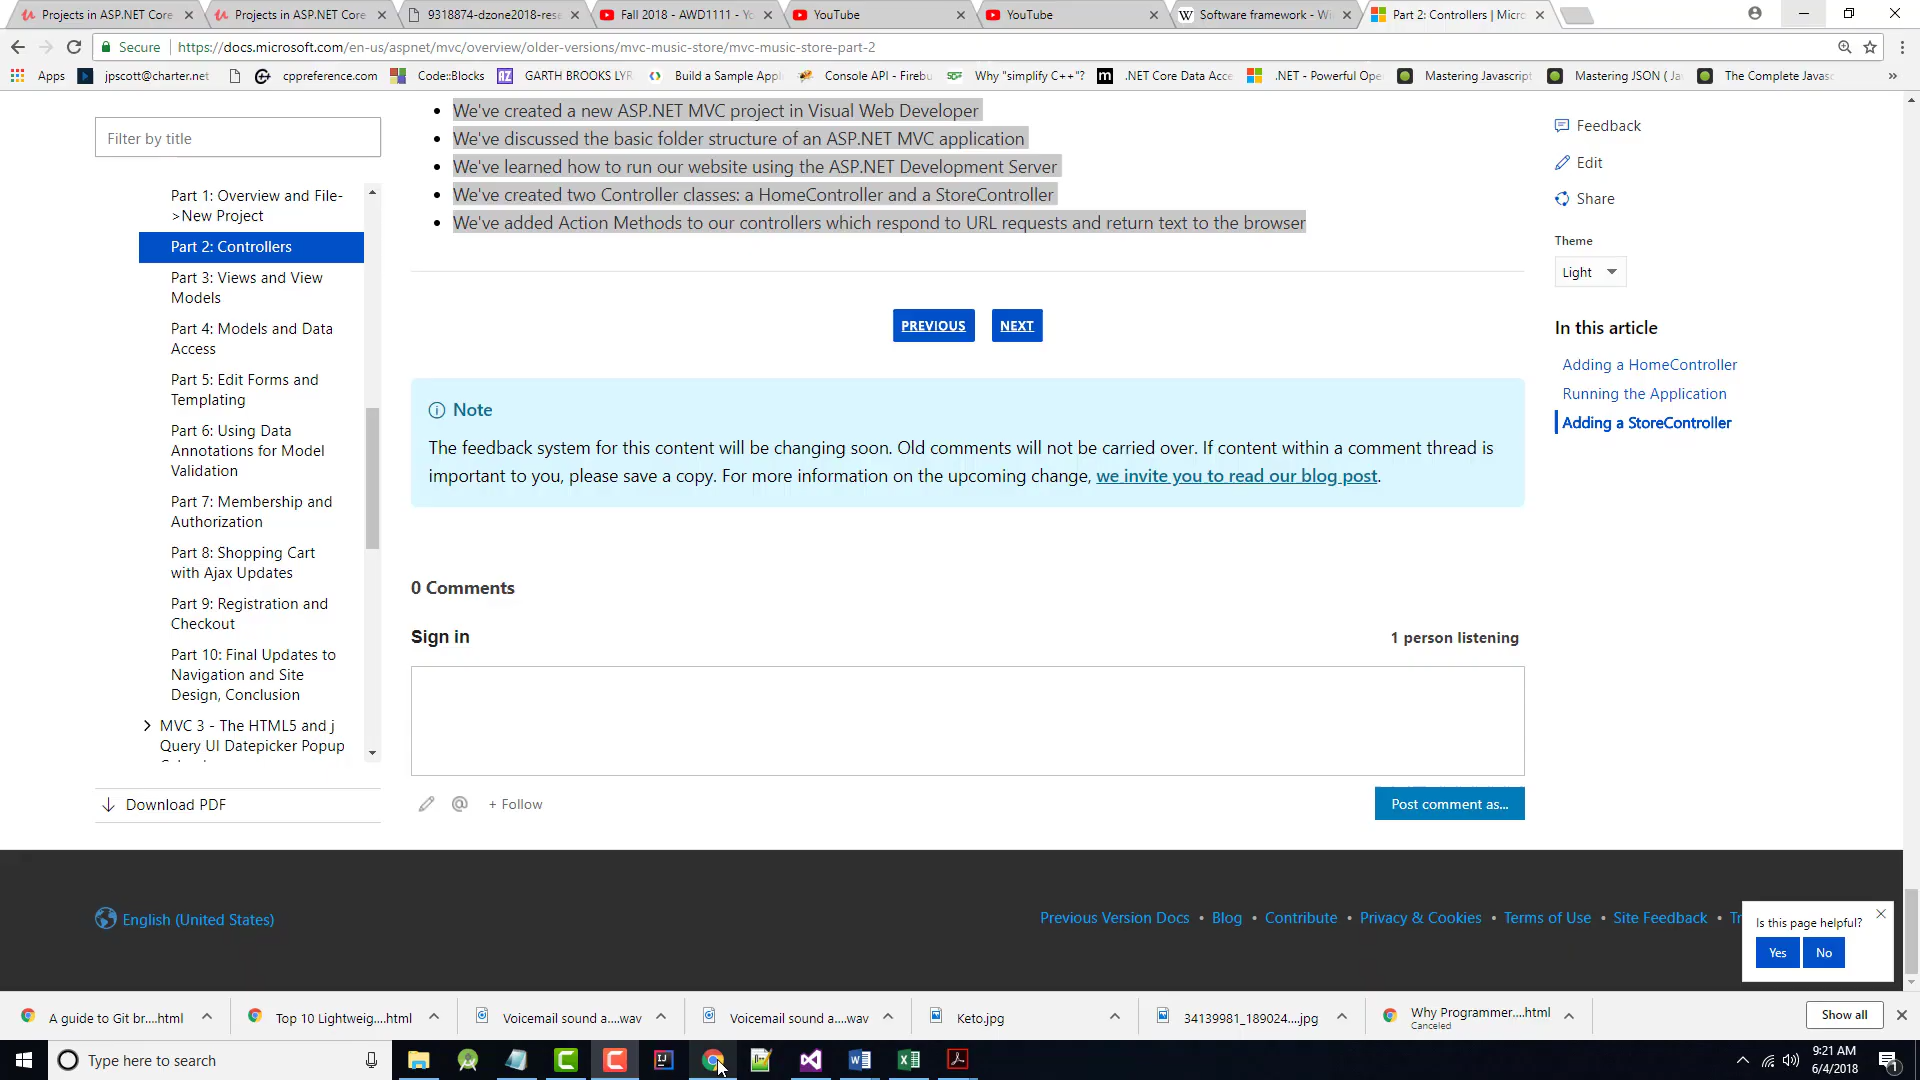 Projects in ASP.NET Core
Projects in ASP.NET Core
9318874-dzone2018-rese
Fall 2018 - AWD1111 - Yo
YouTube
YouTube
Software framework - Wi
Part 2: Controllers | Micro
Secure
https://docs.microsoft.com/en-us/aspnet/mvc/overview/older-versions/mvc-music-store/mvc-music-store-part-2
Apps
jpscott@charter.net
cppreference.com
Code::Blocks
GARTH BROOKS LYR
Build a Sample Appl
Console API - Firebu
Why "simplify C++"?
.NET Core Data Acce
.NET - Powerful Ope
Mastering Javascript
Mastering JSON ( Ja
The Complete Javasc
Filter by title
Part 1: Overview and File-
>New Project
Part 2: Controllers
Part 3: Views and View
Models
Part 4: Models and Data
Access
Part 5: Edit Forms and
Templating
Part 6: Using Data
Annotations for Model
Validation
Part 7: Membership and
Authorization
Part 8: Shopping Cart
with Ajax Updates
Part 9: Registration and
Checkout
Part 10: Final Updates to
Navigation and Site
Design, Conclusion
MVC 3 - The HTML5 and j
Query UI Datepicker Popup
Download PDF
• We've created a new ASP.NET MVC project in Visual Web Developer
• We've discussed the basic folder structure of an ASP.NET MVC application
• We've learned how to run our website using the ASP.NET Development Server
• We've created two Controller classes: a HomeController and a StoreController
• We've added Action Methods to our controllers which respond to URL requests and return text to the browser
PREVIOUS
NEXT
Note
The feedback system for this content will be changing soon. Old comments will not be carried over. If content within a comment thread is
important to you, please save a copy. For more information on the upcoming change, we invite you to read our blog post.
0 Comments
Sign in
1 person listening
@
+ Follow
Post comment as...
Feedback
Edit
Share
Theme
Light
In this article
Adding a HomeController
Running the Application
Adding a StoreController
English (United States)
Previous Version Docs • Blog • Contribute • Privacy & Cookies • Terms of Use • Site Feedback • Tr
Is this page helpful?
Yes
No
A guide to Git br....html
Top 10 Lightweig....html
Voicemail sound a....wav
Voicemail sound a....wav
Keto.jpg
34139981_189024....jpg
Why Programmer....html
Canceled
Show all
Type here to search
9:21 AM
6/4/2018
1